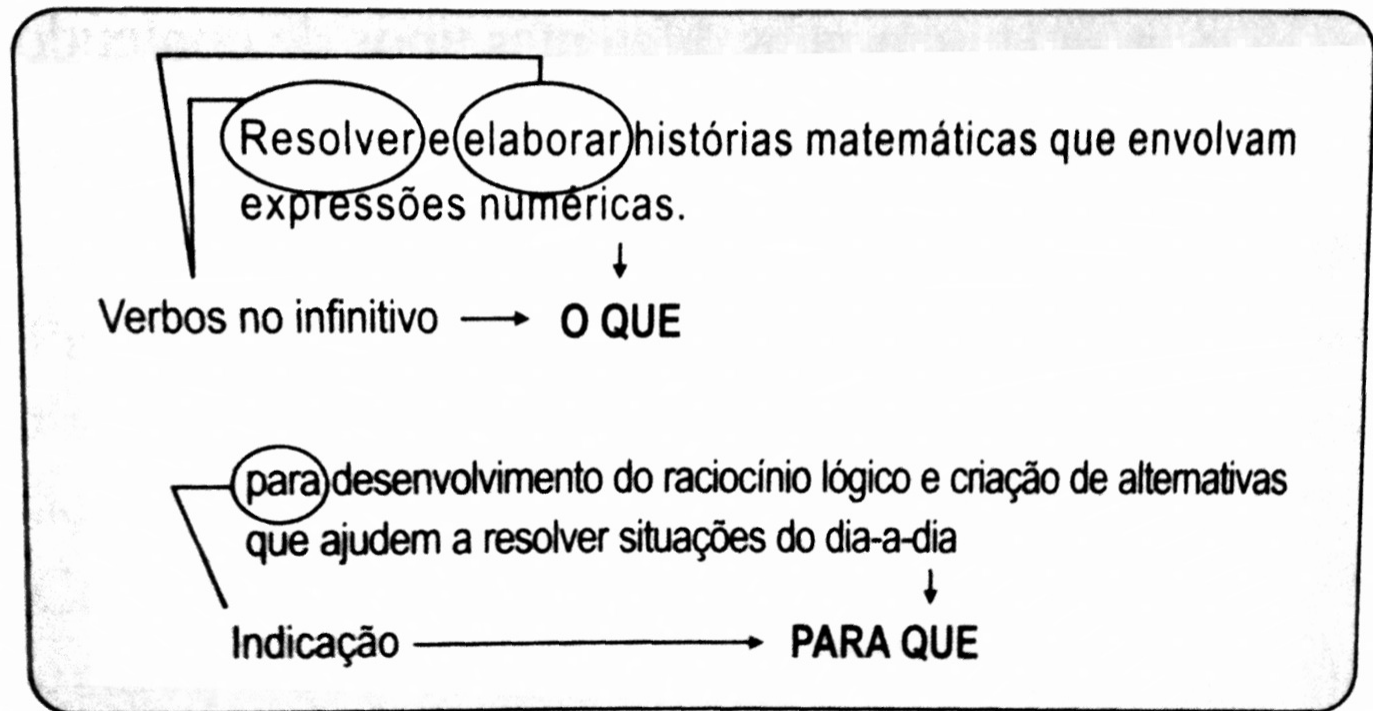 Resolver e elaborar histórias matemáticas que envolvam
expressões numéricas.
Verbos no infinitivo → O QUE
para desenvolvimento do raciocínio lógico e criação de alternativas
que ajudem a resolver situações do dia-a-dia
Indicação → PARA QUE